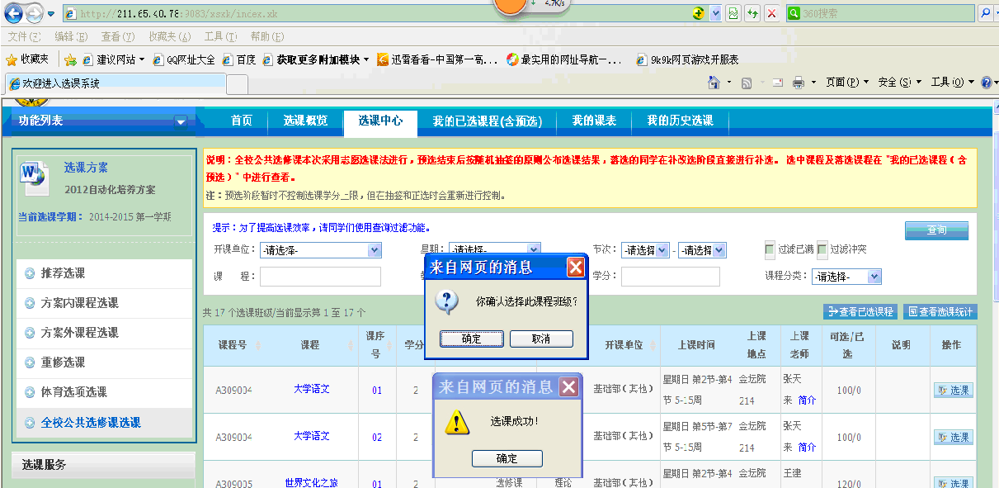 http://211.65.40.78:9083/xsxk/index.xk
4.7K/s
360搜索
文件(F) 编辑(E) 查看(V) 收藏夹(A) 工具(T) 帮助(H)
收藏夹 建议网站 QQ网址大全 百度 获取更多附加模块 迅雷看看-中国第一高... 最实用的网址导航一... 9k9k网页游戏开服表
欢迎进入选课系统
页面(P) 安全(S) 工具(O)
功能列表
首页 选课概览 选课中心 我的已选课程(含预选) 我的课表 我的历史选课
选课方案
2012自动化培养方案
当前选课学期： 2014-2015 第一学期
推荐选课
方案内课程选课
方案外课程选课
重修选课
体育选项选课
全校公共选修课选课
选课服务
说明：全校公共选修课本次采用志愿选课法进行，预选结束后按随机抽签的原则公布选课结果，落选的同学在补改选阶段直接进行补选。 选中课程及落选课程在 "我的已选课程（含
预选）" 中进行查看。
注：预选阶段暂时不控制选课学分上限，但在抽签和正选时会重新进行控制。
提示：为了提高选课效率，请同学们使用查询过滤功能。
查询
开课单位： -请选择- 星期： -请选择- 节次： -请选择 - -请选择 过滤已满 过滤冲突
课 程： 学分： 课程分类： -请选择-
共 17 个选课班级/当前显示第 1 至 17 个
查看已选课程 查看选课统计
来自网页的消息
你确认选择此课程班级?
确定 取消
来自网页的消息
选课成功!
确定
课程号 课程 课序号 学分 开课单位 上课时间 上课地点 上课老师 可选/已选 说明 操作
A309004 大学语文 01 2 基础部（其他） 星期日 第2节-第4节 5-15周 金坛院 214 张天来 简介 100/0 选课
A309004 大学语文 02 2 基础部（其他） 星期日 第5节-第7节 5-15周 金坛院 214 张天来 简介 100/0 选课
A309005 世界文化之旅 01 2 选修课 理论 基础部（其他） 星期日 第2节-第4 金坛院 王建 120/0 选课